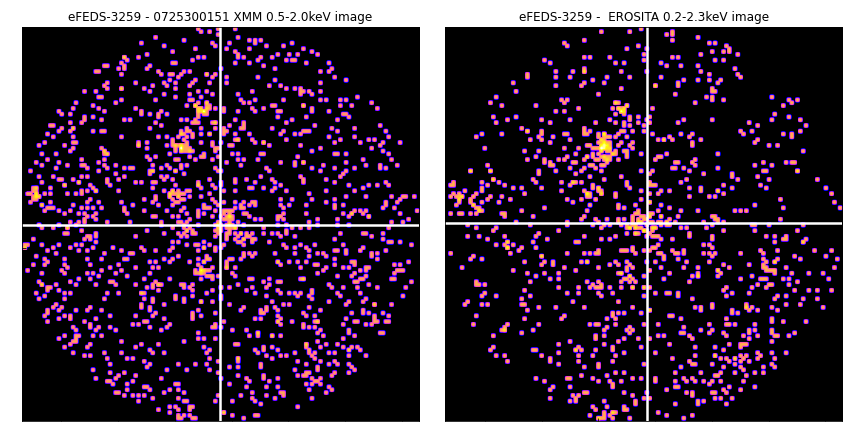 eFEDS-3259 - 0725300151 XMM 0.5-2.0keV image
eFEDS-3259 -  EROSITA 0.2-2.3keV image